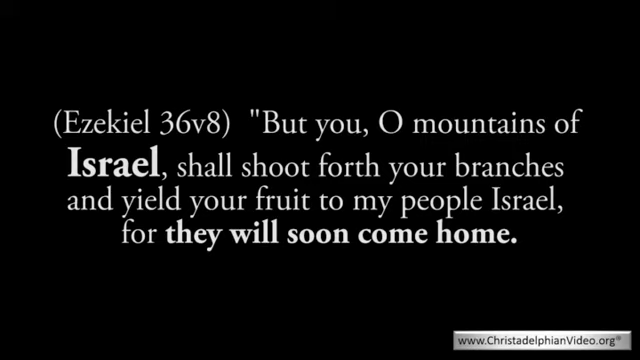 (Ezekiel 36v8) "But you, O mountains of
Israel, shall shoot forth your branches
and yield your fruit to my people Israel,
for they will soon come home.
www.ChristadelphianVideo.org®